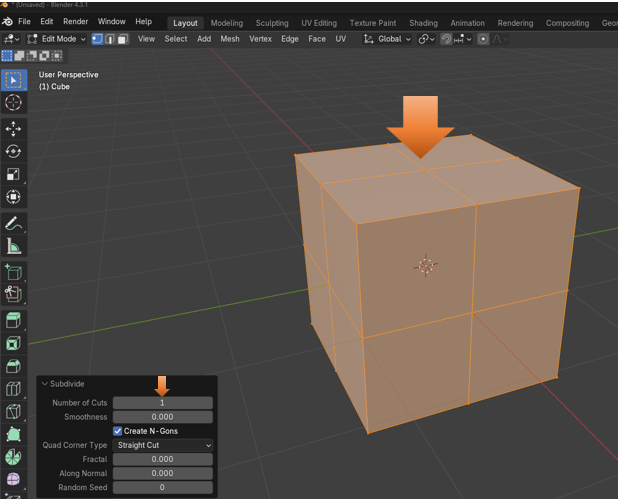 * (Unsaved) - Blender 4.3.1
File Edit Render Window Help Layout Modeling Sculpting UV Editing Texture Paint Shading Animation Rendering Compositing
Edit Mode View Select Add Mesh Vertex Edge Face UV Global
User Perspective
(1) Cube
Subdivide
Number of Cuts 1
Smoothness 0.000
Create N-Gons
Quad Corner Type Straight Cut
Fractal 0.000
Along Normal 0.000
Random Seed 0